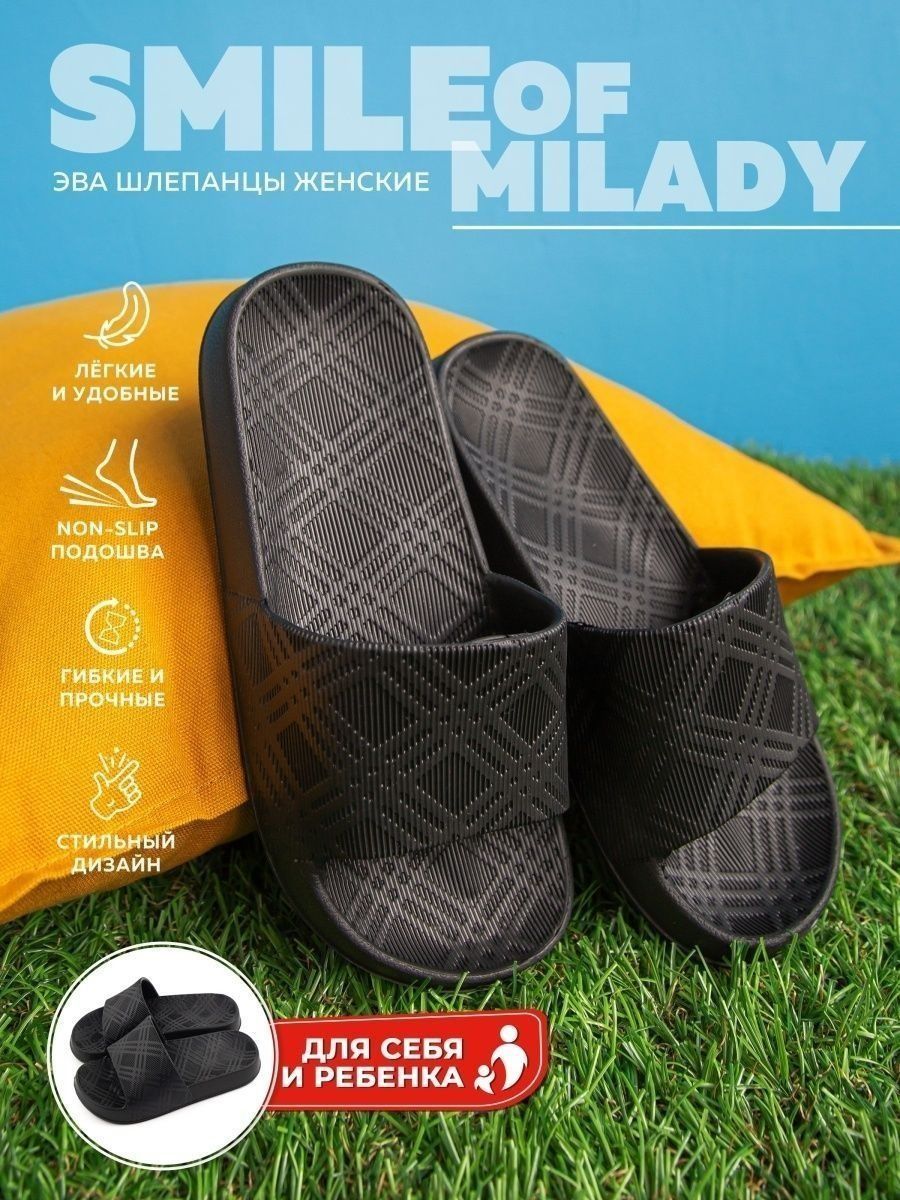 SMILE OF
MILADY
ЭВА ШЛЕПАНЦЫ ЖЕНСКИЕ
ЛЁГКИЕ
И УДОБНЫЕ
NON-SLIP
ПОДОШВА
ГИБКИЕ И
ПРОЧНЫЕ
СТИЛЬНЫЙ
ДИЗАЙН
ДЛЯ СЕБЯ
И РЕБЕНКА